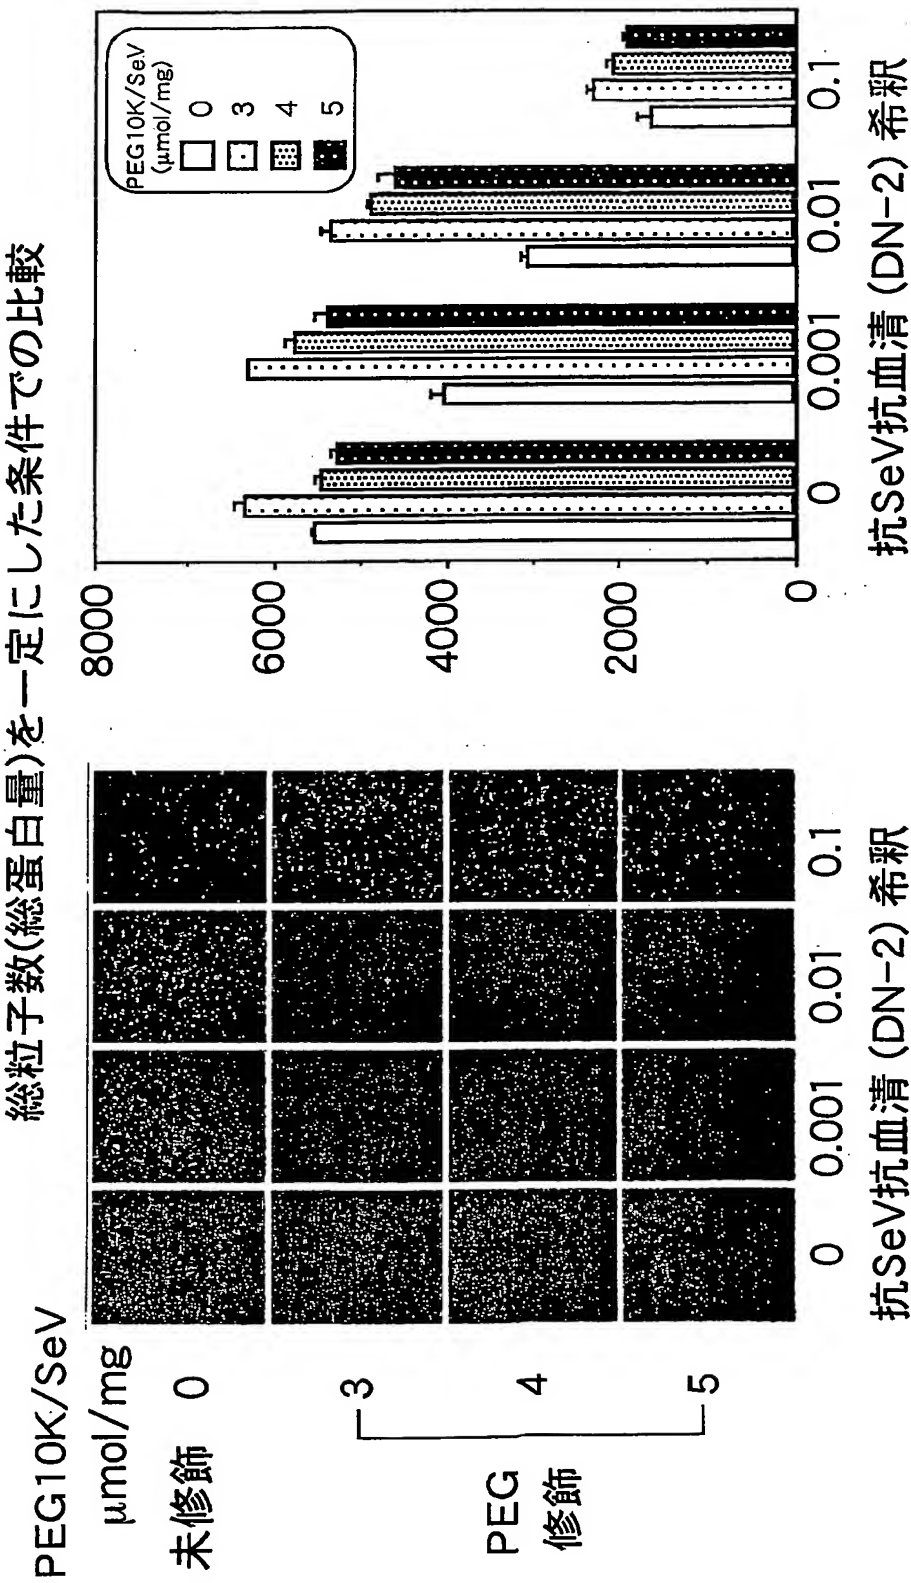 総粒子数(総蛋白量)を一定にした条件での比較
PEG10K/SeV
μmol/mg
未修飾 0
PEG
修飾
3
4
5
0 0.001 0.01 0.1
抗SeV抗血清 (DN-2) 希釈
8000
6000
4000
2000
0
PEG10K/SeV
(μmol/mg)
0
3
4
5
0 0.001 0.01 0.1
抗SeV抗血清 (DN-2) 希釈